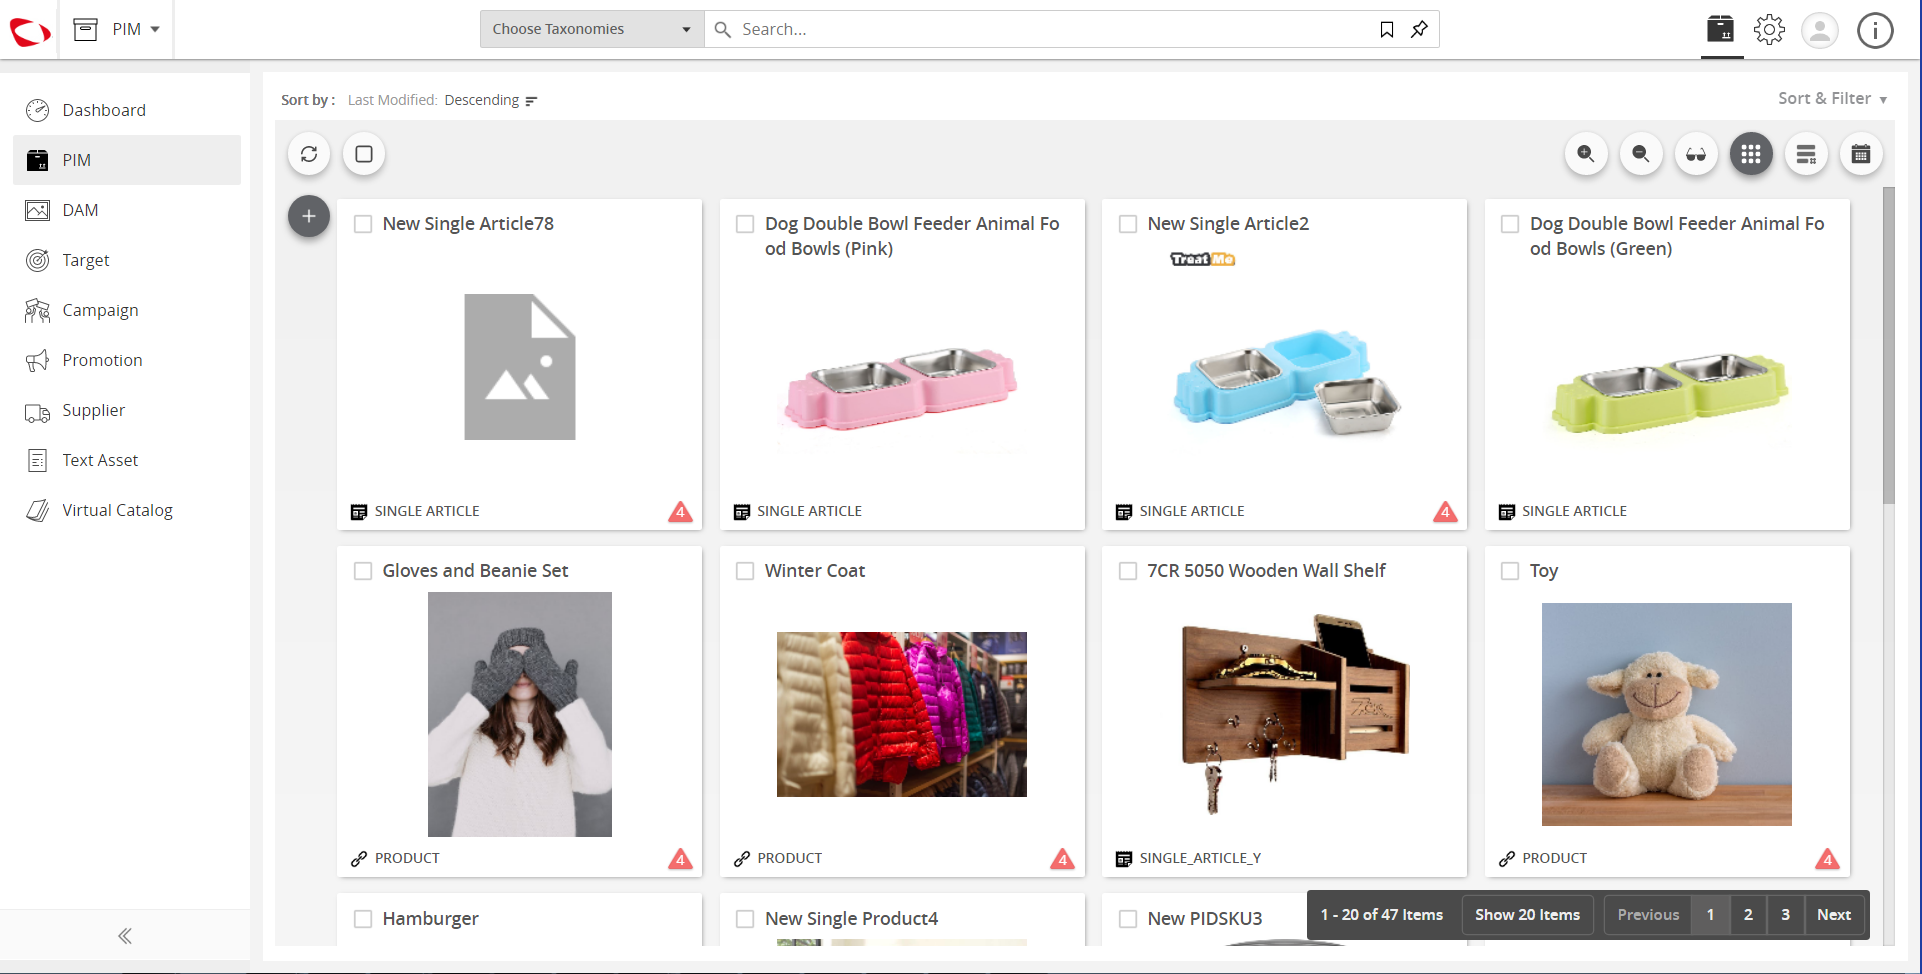 PIM
Choose Taxonomies
Search...
Dashboard
PIM
DAM
Target
Campaign
Promotion
Supplier
Text Asset
Virtual Catalog
Sort by : Last Modified: Descending
Sort & Filter
New Single Article78
SINGLE ARTICLE
4
Dog Double Bowl Feeder Animal Fo
od Bowls (Pink)
SINGLE ARTICLE
New Single Article2
Treat Me
SINGLE ARTICLE
4
Dog Double Bowl Feeder Animal Fo
od Bowls (Green)
SINGLE ARTICLE
Gloves and Beanie Set
PRODUCT
4
Winter Coat
PRODUCT
4
7CR 5050 Wooden Wall Shelf
SINGLE_ARTICLE_Y
Toy
PRODUCT
4
Hamburger
New Single Product4
New PIDSKU3
1 - 20 of 47 Items
Show 20 Items
Previous 1 2 3 Next